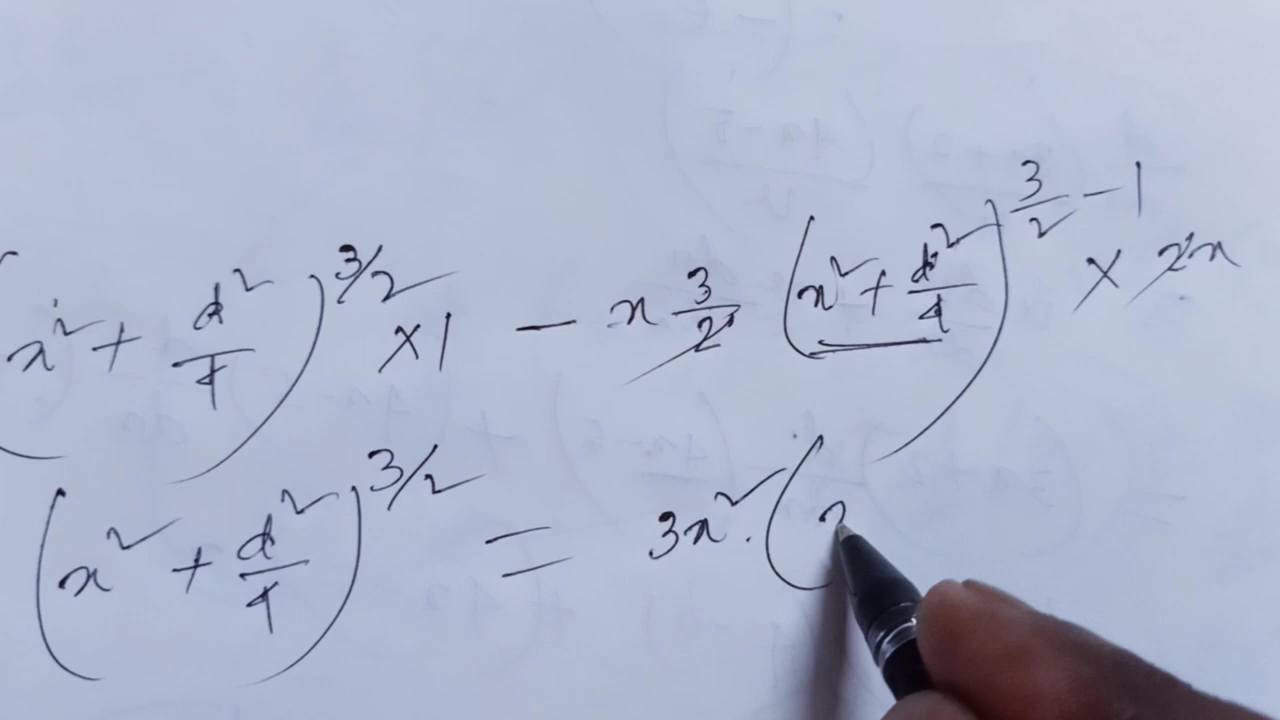 (x² + d²/4)^3/2 × 1 − x 3/2 (x² + d²/4)^3/2 − 1 × 2x
(x² + d²/4)^3/2 = 3x² · (